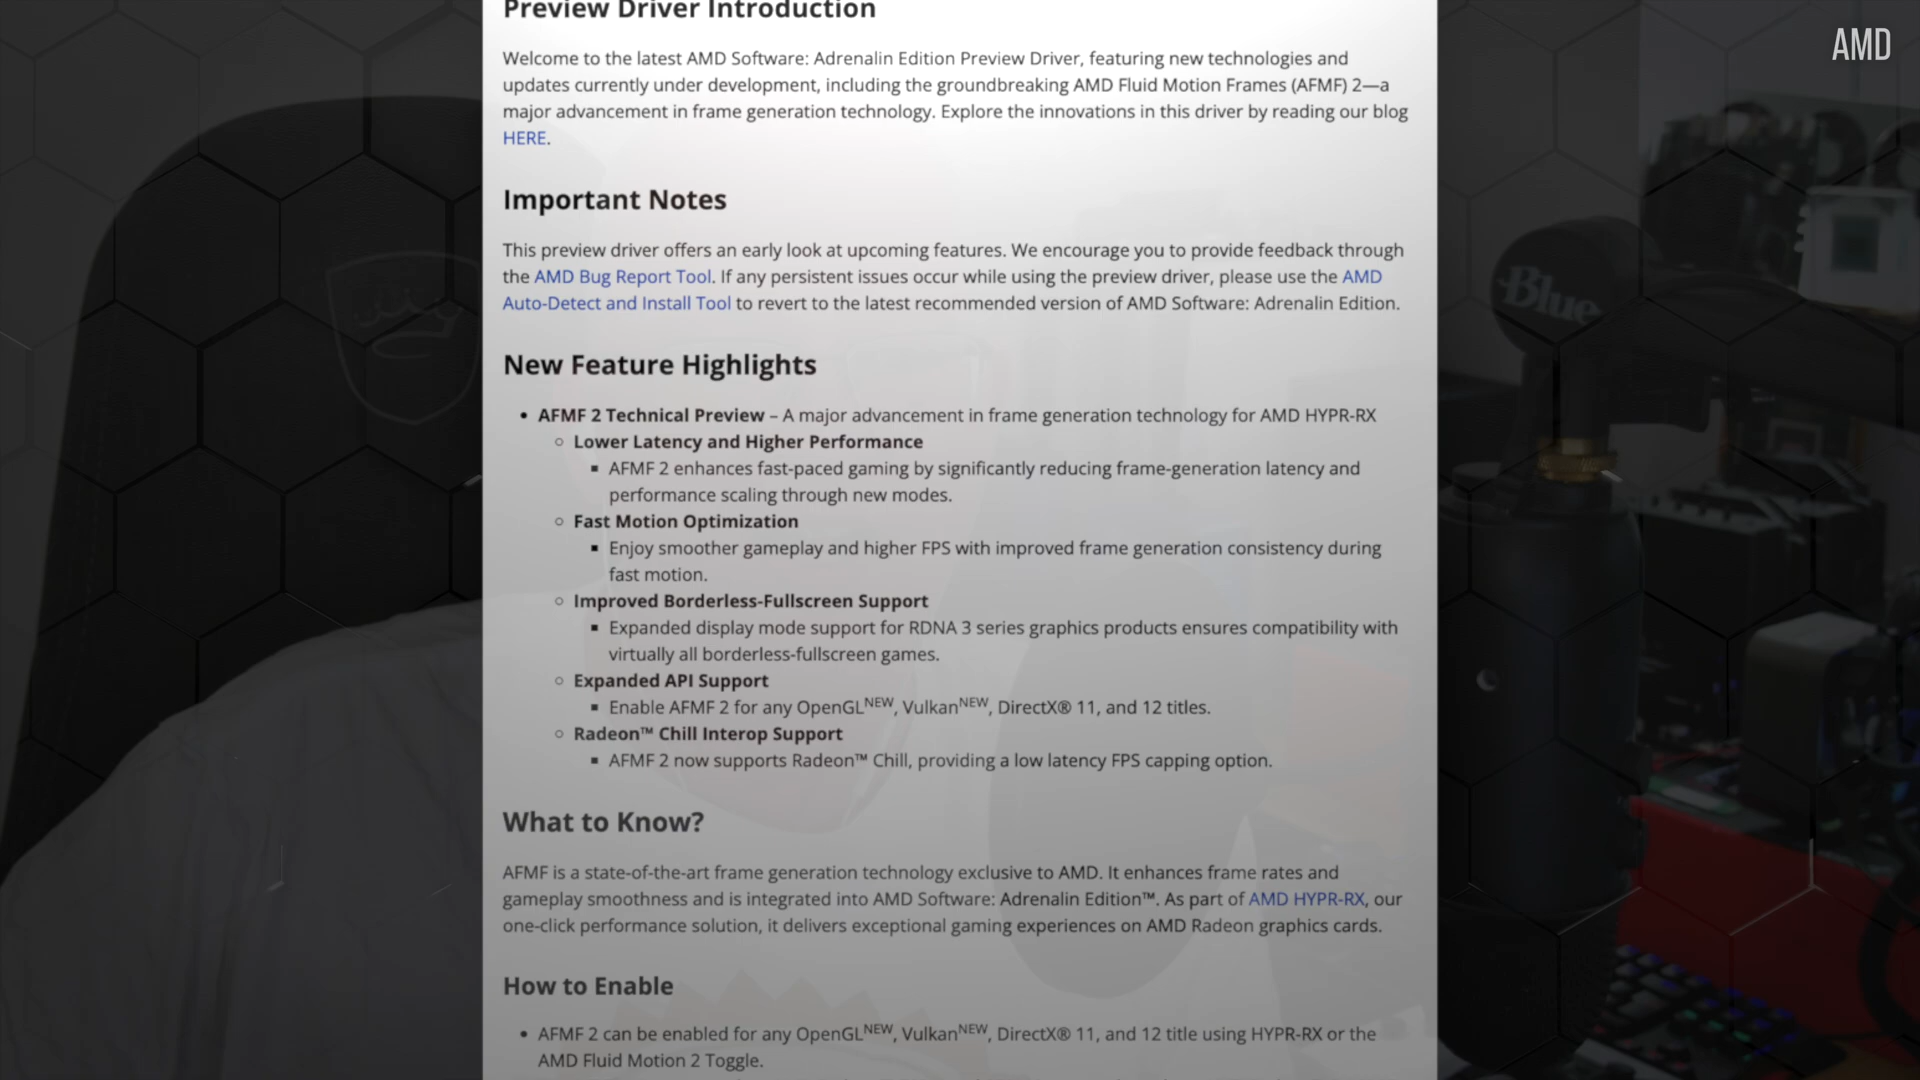 AMD
Preview Driver Introduction
Welcome to the latest AMD Software: Adrenalin Edition Preview Driver, featuring new technologies and
updates currently under development, including the groundbreaking AMD Fluid Motion Frames (AFMF) 2—a
major advancement in frame generation technology. Explore the innovations in this driver by reading our blog
HERE.
Important Notes
This preview driver offers an early look at upcoming features. We encourage you to provide feedback through
the AMD Bug Report Tool. If any persistent issues occur while using the preview driver, please use the AMD
Auto-Detect and Install Tool to revert to the latest recommended version of AMD Software: Adrenalin Edition.
New Feature Highlights
• AFMF 2 Technical Preview – A major advancement in frame generation technology for AMD HYPR-RX
○ Lower Latency and Higher Performance
▪ AFMF 2 enhances fast-paced gaming by significantly reducing frame-generation latency and
performance scaling through new modes.
○ Fast Motion Optimization
▪ Enjoy smoother gameplay and higher FPS with improved frame generation consistency during
fast motion.
○ Improved Borderless-Fullscreen Support
▪ Expanded display mode support for RDNA 3 series graphics products ensures compatibility with
virtually all borderless-fullscreen games.
○ Expanded API Support
▪ Enable AFMF 2 for any OpenGLNEW, VulkanNEW, DirectX® 11, and 12 titles.
○ Radeon™ Chill Interop Support
▪ AFMF 2 now supports Radeon™ Chill, providing a low latency FPS capping option.
What to Know?
AFMF is a state-of-the-art frame generation technology exclusive to AMD. It enhances frame rates and
gameplay smoothness and is integrated into AMD Software: Adrenalin Edition™. As part of AMD HYPR-RX, our
one-click performance solution, it delivers exceptional gaming experiences on AMD Radeon graphics cards.
How to Enable
• AFMF 2 can be enabled for any OpenGLNEW, VulkanNEW, DirectX® 11, and 12 title using HYPR-RX or the
AMD Fluid Motion 2 Toggle.
Blue